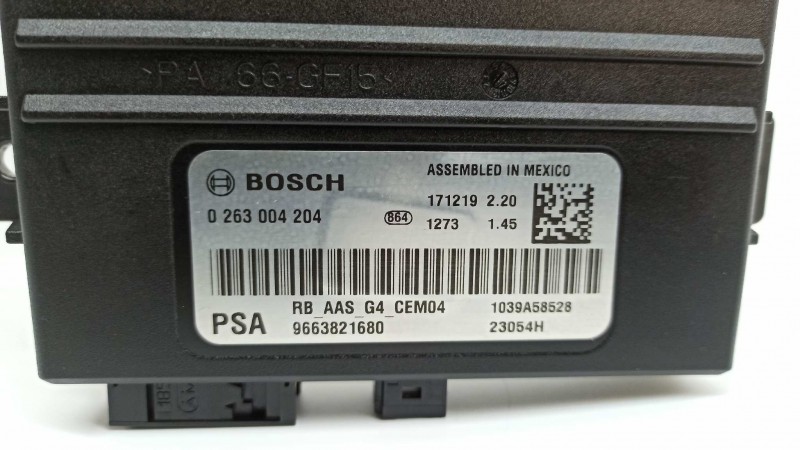 >PA 66-GF15<
BOSCH
ASSEMBLED IN MEXICO
0 263 004 204
864
171219 2.20
1273 1.45
PSA
RB_AAS_G4_CEM04
9663821680
1039A58528
23054H